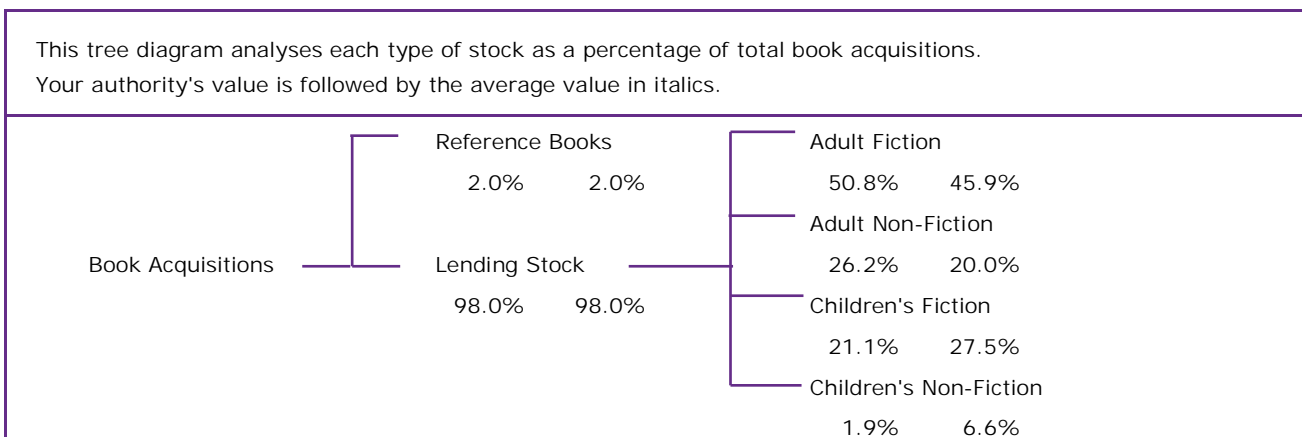 This tree diagram analyses each type of stock as a percentage of total book acquisitions.
Your authority's value is followed by the average value in italics.
Reference Books Adult Fiction
2.0% 2.0% 50.8% 45.9%
Adult Non-Fiction
Book Acquisitions Lending Stock 26.2% 20.0%
98.0% 98.0% Children's Fiction
21.1% 27.5%
Children's Non-Fiction
1.9% 6.6%